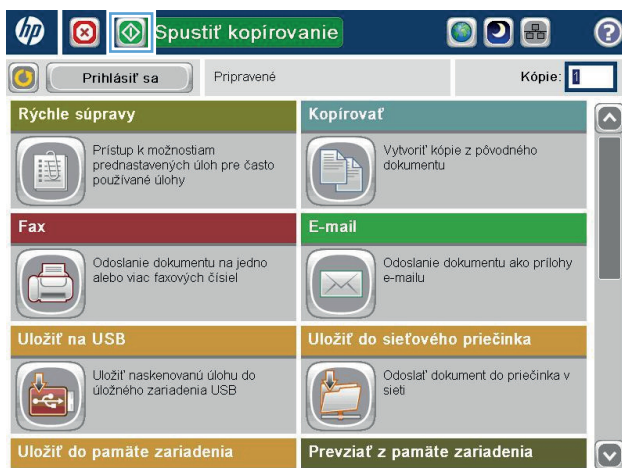 hp
Spustiť kopírovanie
?
Prihlásiť sa
Pripravené
Kópie: 1
Rýchle súpravy
Kopírovať
Prístup k možnostiam
prednastavených úloh pre často
používané úlohy
Vytvoriť kópie z pôvodného
dokumentu
Fax
E-mail
Odoslanie dokumentu na jedno
alebo viac faxových čísiel
Odoslanie dokumentu ako prílohy
e-mailu
Uložiť na USB
Uložiť do sieťového priečinka
Uložiť naskenovanú úlohu do
úložného zariadenia USB
Odoslať dokument do priečinka v
sieti
Uložiť do pamäte zariadenia
Prevziať z pamäte zariadenia